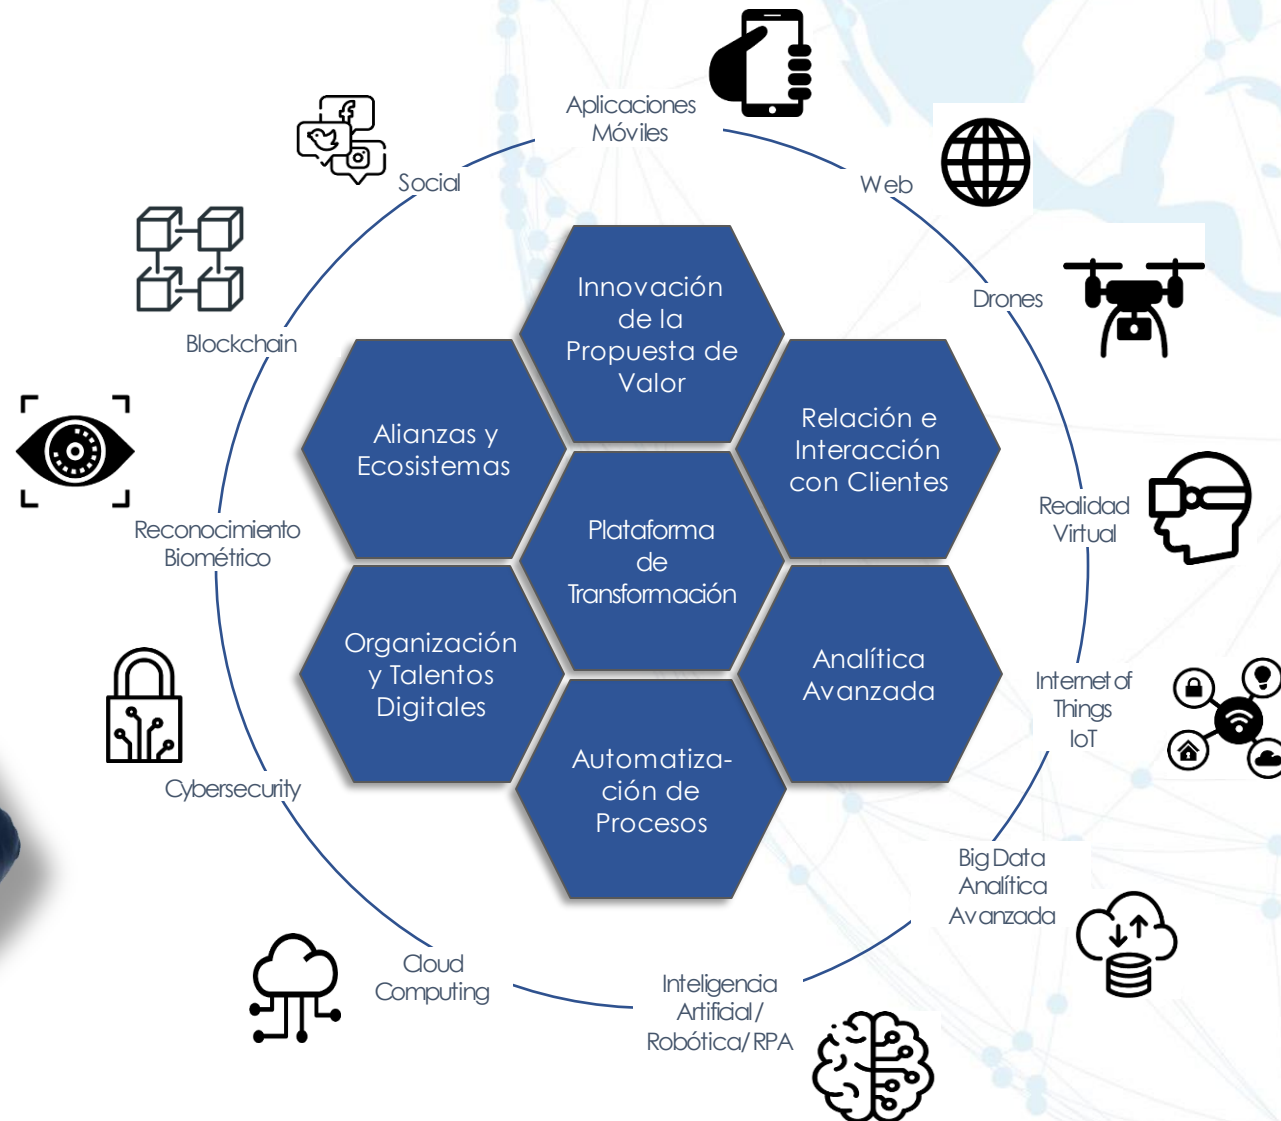 Aplicaciones
Móviles
Social
Web
Blockchain
Drones
Reconocimiento
Biométrico
Realidad
Virtual
Cybersecurity
Internet of
Things
IoT
Cloud
Computing
Big Data
Analítica
Avanzada
Inteligencia
Artificial /
Robótica/ RPA
Innovación
de la
Propuesta de
Valor
Alianzas y
Ecosistemas
Relación e
Interacción
con Clientes
Plataforma
de
Transformación
Organización
y Talentos
Digitales
Analítica
Avanzada
Automatiza-
ción de
Procesos